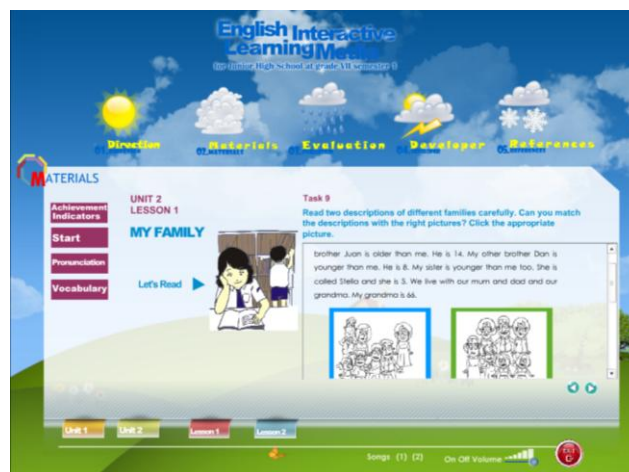 English Interactive
Learning Media
for Junior High School at grade VII semester 1
Direction
Materials
Evaluation
Developer
References
MATERIALS
Achievement Indicators
Start
Pronunciation
Vocabulary
UNIT 2
LESSON 1
MY FAMILY
Let's Read
Task 9
Read two descriptions of different families carefully. Can you match
the descriptions with the right pictures? Click the appropriate
picture.
brother Juan is older than me. He is 14. My other brother Dan is
younger than me. He is 8. My sister is younger than me too. She is
called Stella and she is 5. We live with our mum and dad and our
grandma. My grandma is 66.
Unit 1
Unit 2
Lesson 1
Lesson 2
Songs (1) (2)
On Off Volume